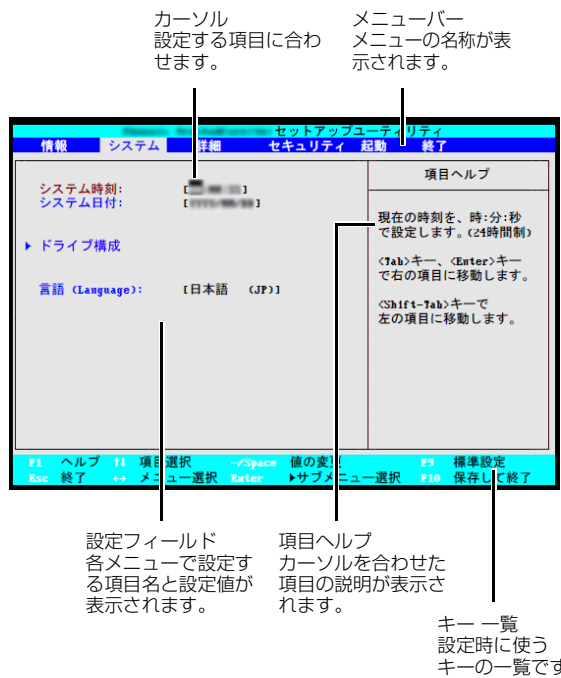 カーソル
設定する項目に合わ
せます。
メニューバー
メニューの名称が表
示されます。
セットアップユーティリティ
情報 システム 詳細 セキュリティ 起動 終了
システム時刻:
システム日付:
▶ ドライブ構成
言語 (Language): [日本語 (JP)]
項目ヘルプ
現在の時刻を、時:分:秒
で設定します。(24時間制)
<Tab>キー、<Enter>キー
で右の項目に移動します。
<Shift-Tab>キーで
左の項目に移動します。
F1 ヘルプ ↑↓ 項目選択 -/Space 値の変更 F9 標準設定
Esc 終了 ↔ メニュー選択 Enter ▶サブメニュー選択 F10 保存して終了
設定フィールド
各メニューで設定す
る項目名と設定値が
表示されます。
項目ヘルプ
カーソルを合わせた
項目の説明が表示さ
れます。
キー 一覧
設定時に使う
キーの一覧です